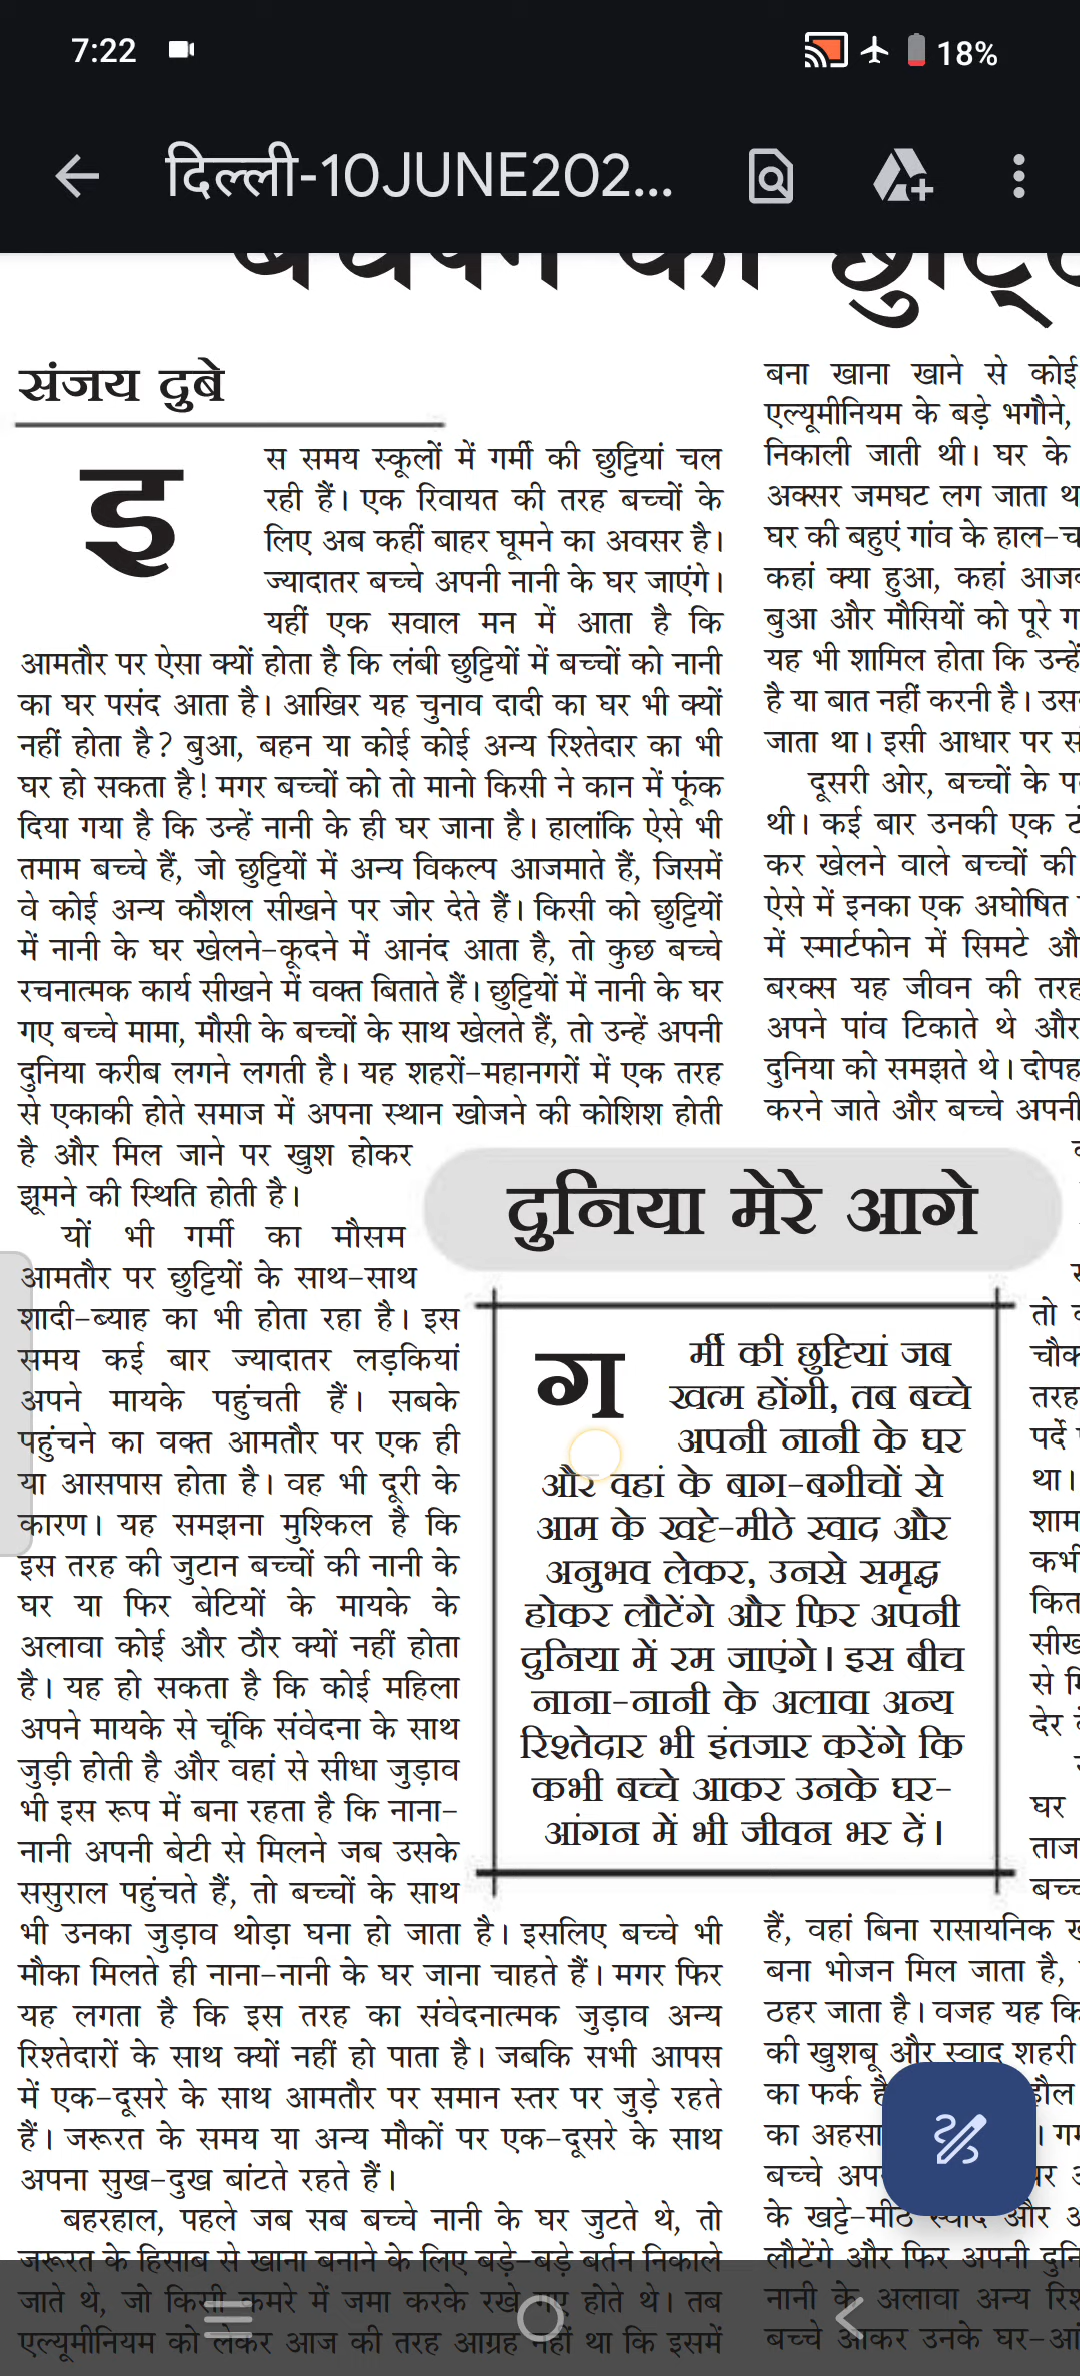 7:22
18%
दिल्ली-10JUNE202...
संजय दुबे
इस समय स्कूलों में गर्मी की छुट्टियां चल
रही हैं। एक रिवायत की तरह बच्चों के
लिए अब कहीं बाहर घूमने का अवसर है।
ज्यादातर बच्चे अपनी नानी के घर जाएंगे।
यहीं एक सवाल मन में आता है कि
आमतौर पर ऐसा क्यों होता है कि लंबी छुट्टियों में बच्चों को नानी
का घर पसंद आता है। आखिर यह चुनाव दादी का घर भी क्यों
नहीं होता है? बुआ, बहन या कोई कोई अन्य रिश्तेदार का भी
घर हो सकता है! मगर बच्चों को तो मानो किसी ने कान में फूंक
दिया गया है कि उन्हें नानी के ही घर जाना है। हालांकि ऐसे भी
तमाम बच्चे हैं, जो छुट्टियों में अन्य विकल्प आजमाते हैं, जिसमें
वे कोई अन्य कौशल सीखने पर जोर देते हैं। किसी को छुट्टियों
में नानी के घर खेलने-कूदने में आनंद आता है, तो कुछ बच्चे
रचनात्मक कार्य सीखने में वक्त बिताते हैं। छुट्टियों में नानी के घर
गए बच्चे मामा, मौसी के बच्चों के साथ खेलते हैं, तो उन्हें अपनी
दुनिया करीब लगने लगती है। यह शहरों-महानगरों में एक तरह
से एकाकी होते समाज में अपना स्थान खोजने की कोशिश होती
है और मिल जाने पर खुश होकर
झूमने की स्थिति होती है।
यों भी गर्मी का मौसम
आमतौर पर छुट्टियों के साथ-साथ
शादी-ब्याह का भी होता रहा है। इस
समय कई बार ज्यादातर लड़कियां
अपने मायके पहुंचती हैं। सबके
पहुंचने का वक्त आमतौर पर एक ही
या आसपास होता है। वह भी दूरी के
कारण। यह समझना मुश्किल है कि
इस तरह की जुटान बच्चों की नानी के
घर या फिर बेटियों के मायके के
अलावा कोई और ठौर क्यों नहीं होता
है। यह हो सकता है कि कोई महिला
अपने मायके से चूंकि संवेदना के साथ
जुड़ी होती है और वहां से सीधा जुड़ाव
भी इस रूप में बना रहता है कि नाना-
नानी अपनी बेटी से मिलने जब उसके
ससुराल पहुंचते हैं, तो बच्चों के साथ
भी उनका जुड़ाव थोड़ा घना हो जाता है। इसलिए बच्चे भी
मौका मिलते ही नाना-नानी के घर जाना चाहते हैं। मगर फिर
यह लगता है कि इस तरह का संवेदनात्मक जुड़ाव अन्य
रिश्तेदारों के साथ क्यों नहीं हो पाता है। जबकि सभी आपस
में एक-दूसरे के साथ आमतौर पर समान स्तर पर जुड़े रहते
हैं। जरूरत के समय या अन्य मौकों पर एक-दूसरे के साथ
अपना सुख-दुख बांटते रहते हैं।
बहरहाल, पहले जब सब बच्चे नानी के घर जुटते थे, तो
जरूरत के हिसाब से खाना बनाने के लिए बड़े-बड़े बर्तन निकाले
जाते थे, जो किसी कमरे में जमा करके रखे गए होते थे। तब
एल्यूमीनियम को लेकर आज की तरह आग्रह नहीं था कि इसमें
दुनिया मेरे आगे
गर्मी की छुट्टियां जब
खत्म होंगी, तब बच्चे
अपनी नानी के घर
और वहां के बाग-बगीचों से
आम के खट्टे-मीठे स्वाद और
अनुभव लेकर, उनसे समृद्ध
होकर लौटेंगे और फिर अपनी
दुनिया में रम जाएंगे। इस बीच
नाना-नानी के अलावा अन्य
रिश्तेदार भी इंतजार करेंगे कि
कभी बच्चे आकर उनके घर-
आंगन में भी जीवन भर दें।
बना खाना खाने से कोई
एल्यूमीनियम के बड़े भगौने,
निकाली जाती थी। घर के
अक्सर जमघट लग जाता
घर की बहुएं गांव के
कहां क्या हुआ, कहां
बुआ और मौसियों को पूरे
यह भी शामिल होता कि उन्हें
है या बात नहीं करनी है।
जाता था। इसी आधार पर
दूसरी ओर, बच्चों के
थी। कई बार उनकी एक
कर खेलने वाले बच्चों की
ऐसे में इनका एक अघोषित
में स्मार्टफोन में सिमटे
बरक्स यह जीवन की तरह
अपने पांव टिकाते थे और
दुनिया को समझते थे।
करने जाते और बच्चे अपनी
तो
तरह
पर्दे
था।
शाम
कभी
से
देर
घर
हैं, वहां बिना रासायनिक
बना भोजन मिल जाता है,
ठहर जाता है। वजह यह कि
की खुशबू और स्वाद शहरी
का फर्क
का
बच्चे
के खट्टे-मीठे स्वाद और
लौटेंगे और फिर अपनी
नानी के अलावा अन्य
बच्चे आकर उनके